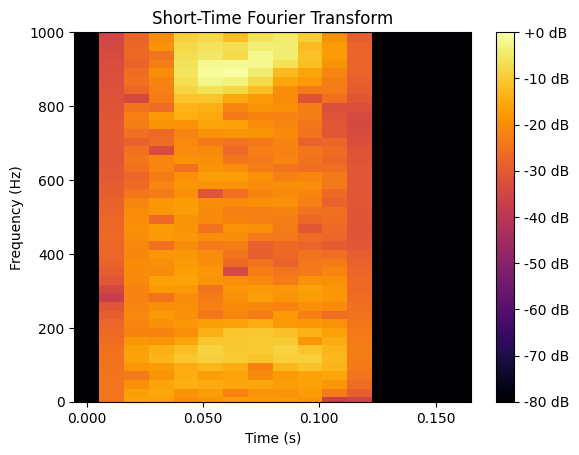 Short-Time Fourier Transform
1000
800
600
400
200
0
Frequency (Hz)
0.000
0.050
0.100
0.150
Time (s)
+0 dB
-10 dB
-20 dB
-30 dB
-40 dB
-50 dB
-60 dB
-70 dB
-80 dB